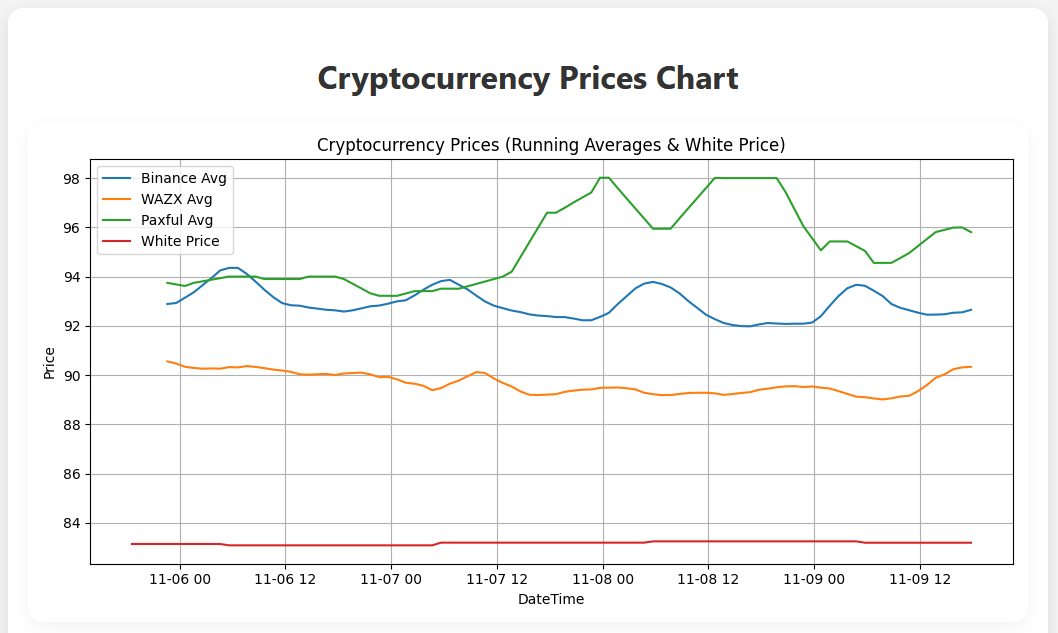 Cryptocurrency Prices Chart
Cryptocurrency Prices (Running Averages & White Price)
Binance Avg
WAZX Avg
Paxful Avg
White Price
98
96
94
92
90
88
86
84
Price
11-06 00 11-06 12 11-07 00 11-07 12 11-08 00 11-08 12 11-09 00 11-09 12
DateTime